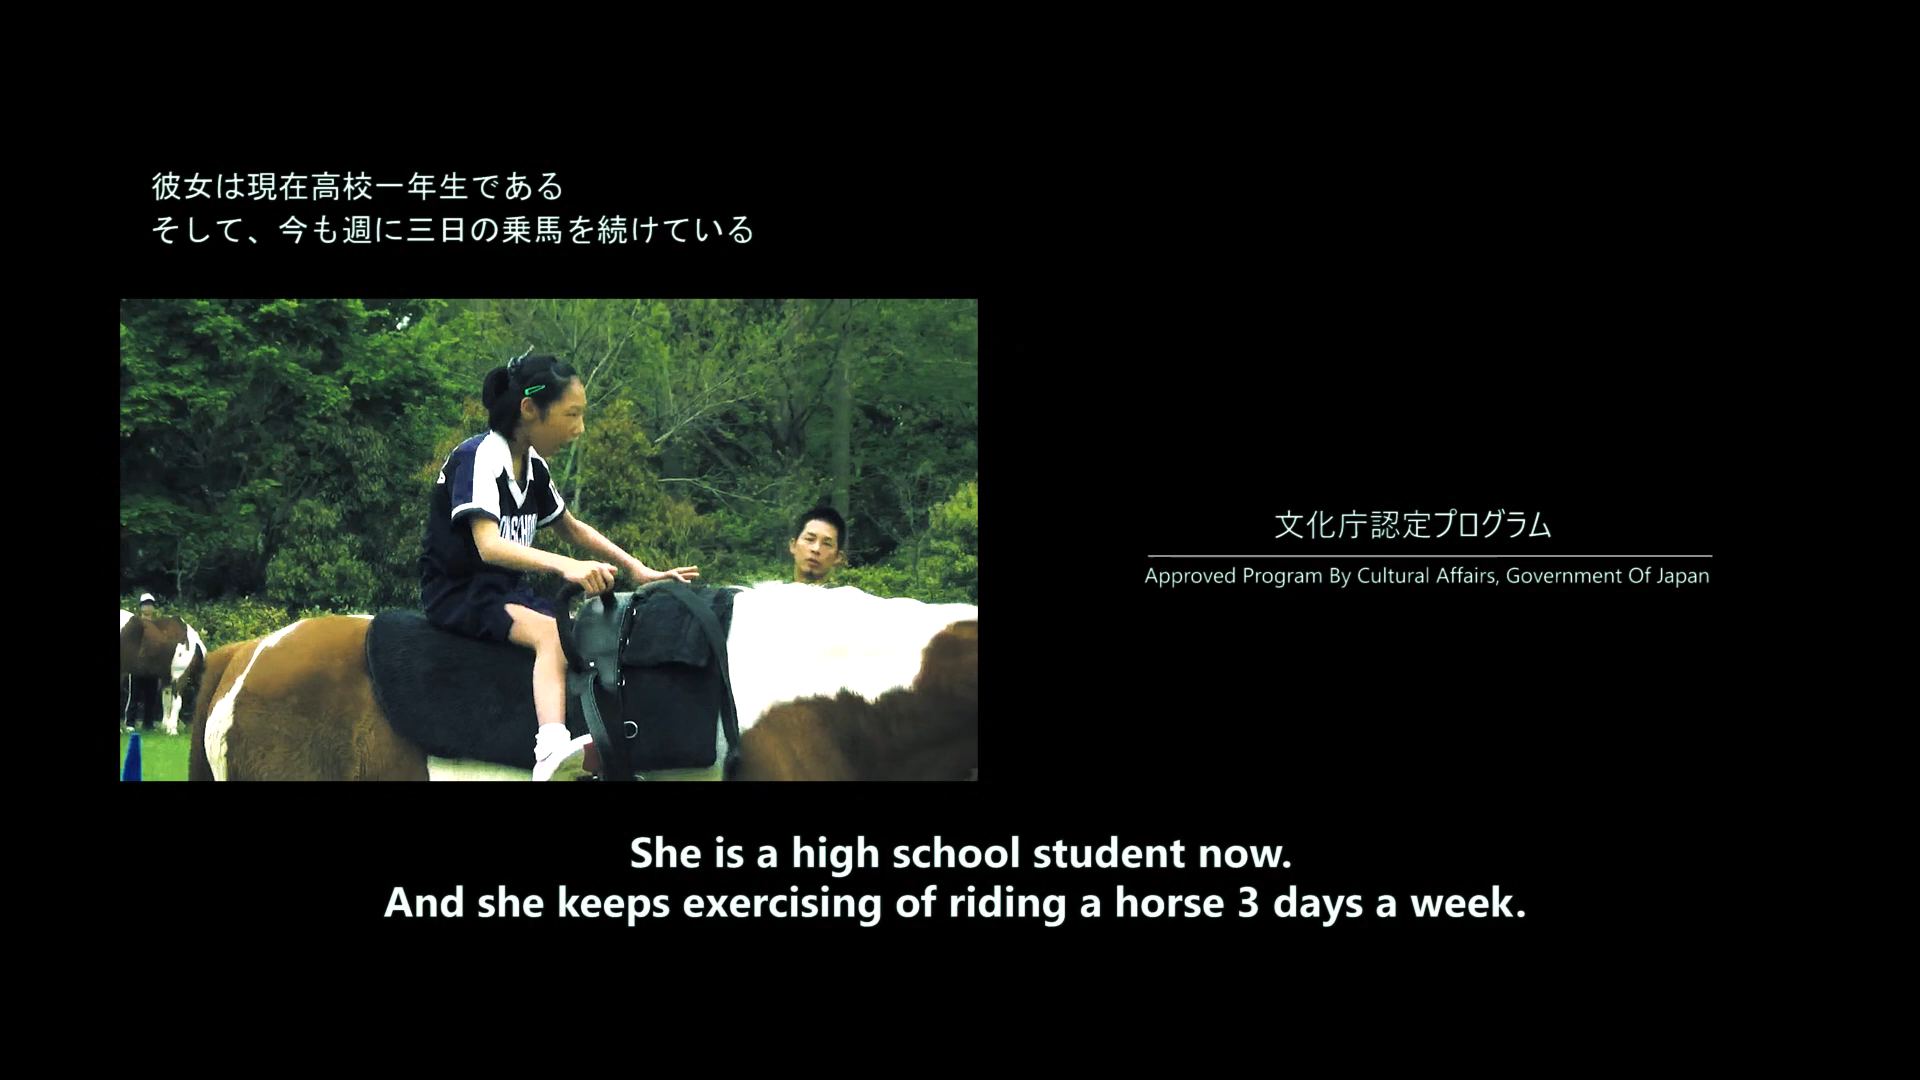 彼女は現在高校一年生である
そして、今も週に三日の乗馬を続けている
文化庁認定プログラム
Approved Program By Cultural Affairs, Government Of Japan
She is a high school student now.
And she keeps exercising of riding a horse 3 days a week.